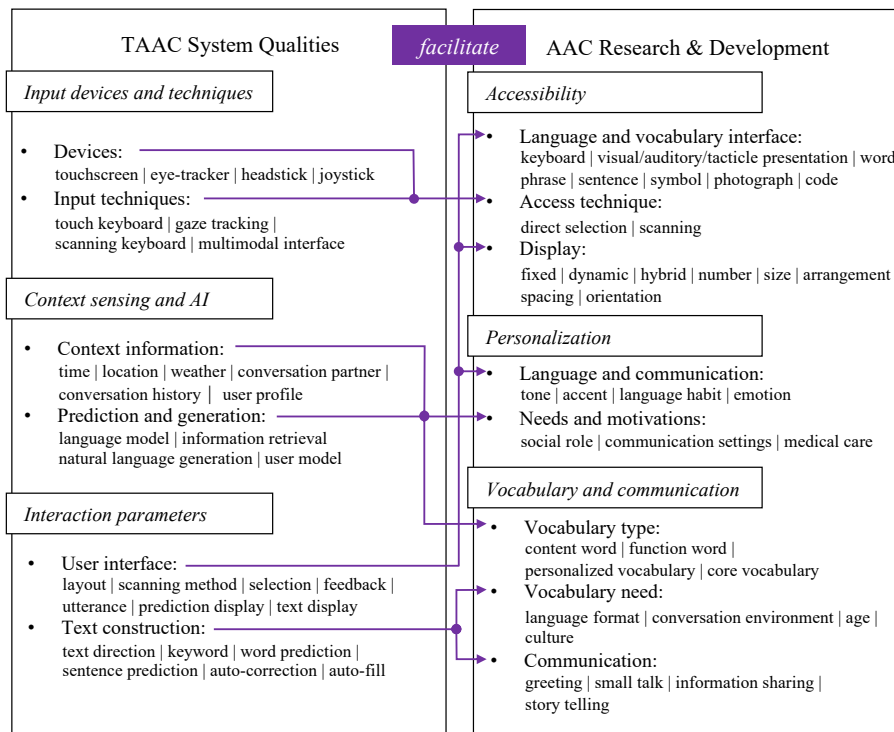 TAAC System Qualities
facilitate
AAC Research & Development
Input devices and techniques
• Devices:
touchscreen | eye-tracker | headstick | joystick
• Input techniques:
touch keyboard | gaze tracking |
scanning keyboard | multimodal interface
Context sensing and AI
• Context information:
time | location | weather | conversation partner |
conversation history | user profile
• Prediction and generation:
language model | information retrieval
natural language generation | user model
Interaction parameters
• User interface:
layout | scanning method | selection | feedback |
utterance | prediction display | text display
• Text construction:
text direction | keyword | word prediction |
sentence prediction | auto-correction | auto-fill
Accessibility
• Language and vocabulary interface:
keyboard | visual/auditory/tacticle presentation | word
phrase | sentence | symbol | photograph | code
• Access technique:
direct selection | scanning
• Display:
fixed | dynamic | hybrid | number | size | arrangement
spacing | orientation
Personalization
• Language and communication:
tone | accent | language habit | emotion
• Needs and motivations:
social role | communication settings | medical care
Vocabulary and communication
• Vocabulary type:
content word | function word |
personalized vocabulary | core vocabulary
• Vocabulary need:
language format | conversation environment | age |
culture
• Communication:
greeting | small talk | information sharing |
story telling